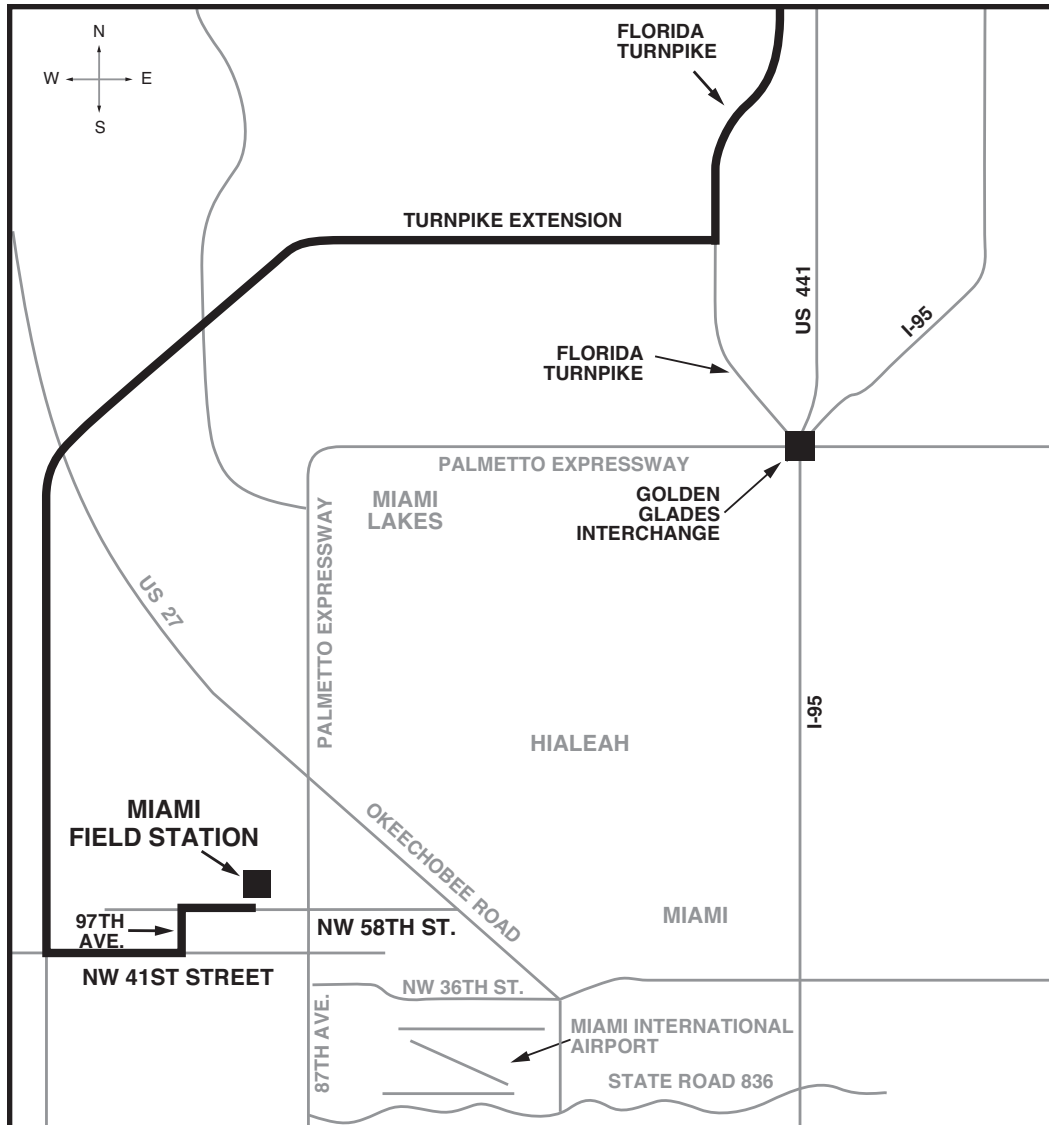 N
W
E
S
FLORIDA
TURNPIKE
TURNPIKE EXTENSION
US 441
I-95
FLORIDA
TURNPIKE
PALMETTO EXPRESSWAY
GOLDEN
GLADES
INTERCHANGE
MIAMI
LAKES
PALMETTO EXPRESSWAY
US 27
HIALEAH
I-95
MIAMI
FIELD STATION
OKEECHOBEE ROAD
MIAMI
97TH
AVE.
NW 58TH ST.
NW 41ST STREET
NW 36TH ST.
87TH AVE.
MIAMI INTERNATIONAL
AIRPORT
STATE ROAD 836